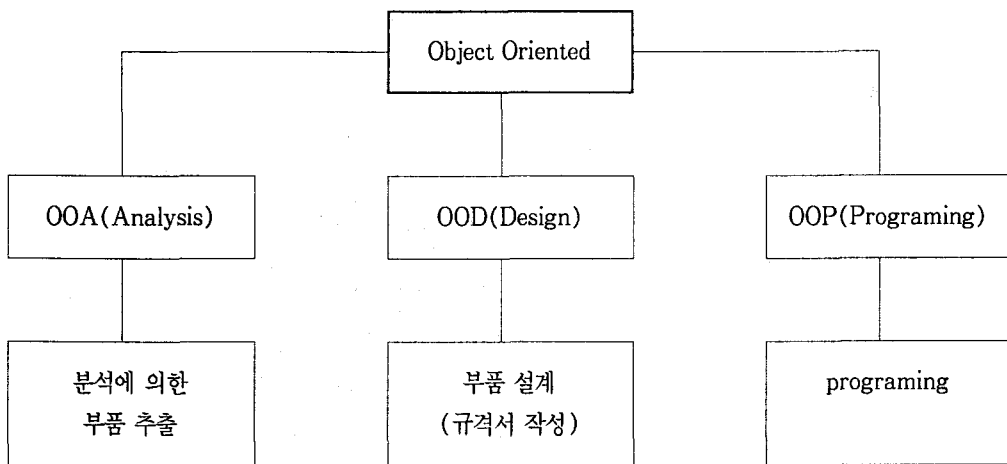 Object Oriented
OOA(Analysis)
OOD(Design)
OOP(Programing)
분석에 의한
부품 추출
부품 설계
(규격서 작성)
programing